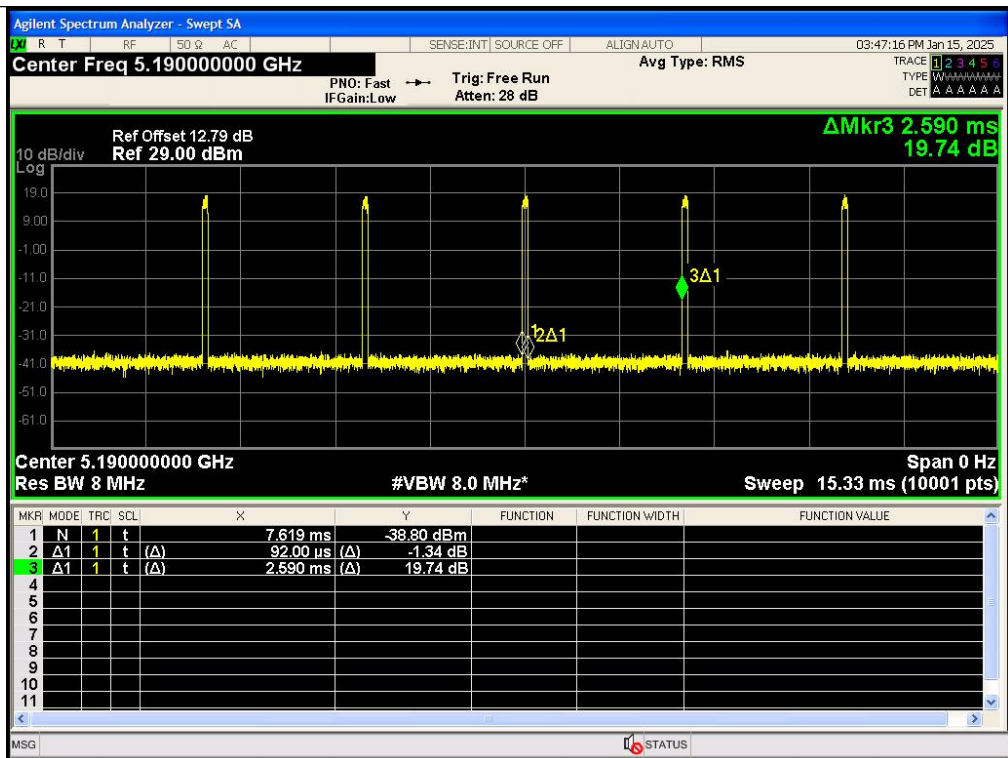 Agilent Spectrum Analyzer - Swept SA
LXI R T RF 50 Ω AC SENSE:INT SOURCE OFF ALIGN AUTO 03:47:16 PM Jan 15, 2025
Center Freq 5.190000000 GHz
PNO: Fast
IFGain:Low
Trig: Free Run
Atten: 28 dB
Avg Type: RMS
TRACE 1 2 3 4 5 6
TYPE W
DET A A A A A A
ΔMkr3 2.590 ms
19.74 dB
Ref Offset 12.79 dB
10 dB/div Ref 29.00 dBm
Log
19.0
9.00
-1.00
-11.0
-21.0
-31.0
-41.0
-51.0
-61.0
3Δ1
1
2Δ1
Center 5.190000000 GHz Span 0 Hz
Res BW 8 MHz #VBW 8.0 MHz* Sweep 15.33 ms (10001 pts)
MKR MODE TRC SCL X Y FUNCTION FUNCTION WIDTH FUNCTION VALUE
1 N 1 t 7.619 ms -38.80 dBm
2 Δ1 1 t (Δ) 92.00 µs (Δ) -1.34 dB
3 Δ1 1 t (Δ) 2.590 ms (Δ) 19.74 dB
4
5
6
7
8
9
10
11
MSG STATUS